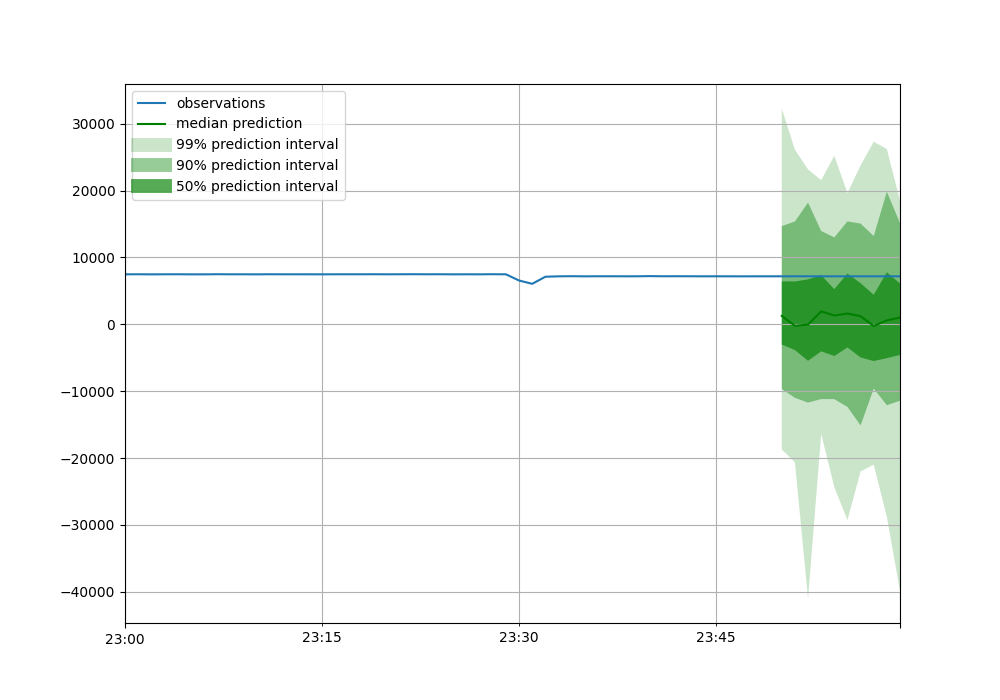 observations
median prediction
99% prediction interval
90% prediction interval
50% prediction interval
30000
20000
10000
0
−10000
−20000
−30000
−40000
23:00
23:15
23:30
23:45